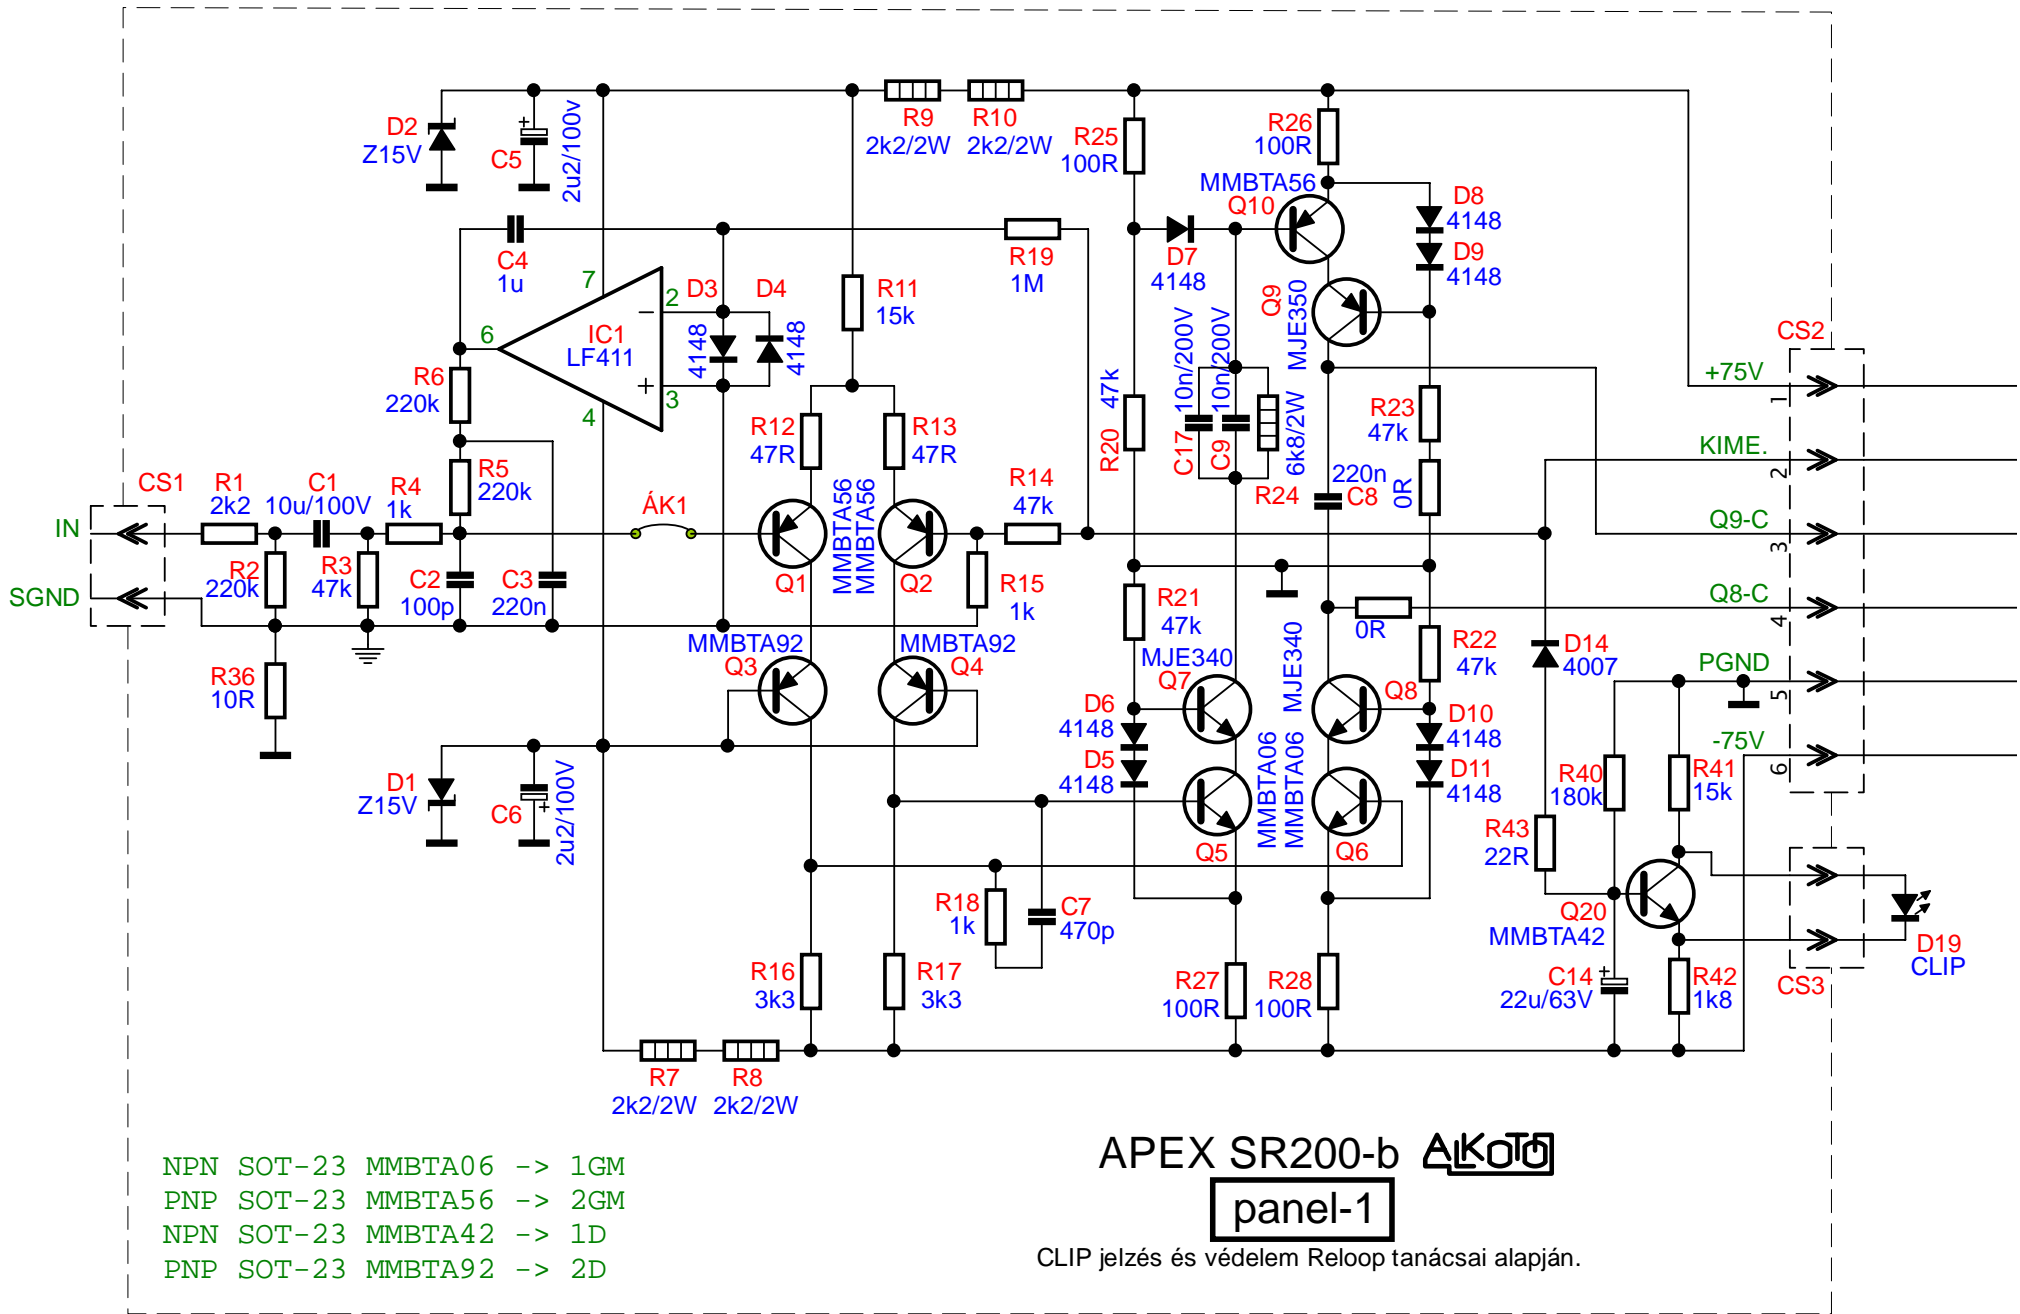 D2
Z15V
C5
2u2/100v
R9
2k2/2W
R10
2k2/2W
R25
100R
R26
100R
MMBTA56
Q10
D8
4148
D9
4148
C4
1u
R19
1M
D7
4148
7
2
6
3
4
IC1
LF411
−
+
D3
4148
D4
4148
R11
15k
Q9
MJE350
CS2
R6
220k
R12
47R
R13
47R
R20
47k
C17
10n/200V
C9
10n/200V
R24
6k8/2W
R23
47k
220n
C8
0R
+75V
1
KIME.
2
Q9-C
3
Q8-C
4
PGND
5
-75V
6
CS1
IN
SGND
R1
2k2
C1
10u/100V
R4
1k
R5
220k
ÁK1
MMBTA56
MMBTA56
R14
47k
R2
220k
R3
47k
C2
100p
C3
220n
Q1
Q2
R15
1k
R21
47k
0R
R22
47k
D14
4007
R36
10R
MMBTA92
Q3
MMBTA92
Q4
MJE340
Q7
MJE340
Q8
D6
4148
D5
4148
D10
4148
D11
4148
D1
Z15V
C6
+
2u2/100V
MMBTA06
MMBTA06
Q5
Q6
R40
180k
R41
15k
R43
22R
R18
1k
C7
470p
Q20
MMBTA42
D19
CLIP
R16
3k3
R17
3k3
R27
100R
R28
100R
C14
+
22u/63V
R42
1k8
CS3
R7
2k2/2W
R8
2k2/2W
NPN SOT-23 MMBTA06 -> 1GM
PNP SOT-23 MMBTA56 -> 2GM
NPN SOT-23 MMBTA42 -> 1D
PNP SOT-23 MMBTA92 -> 2D
APEX SR200-b ALKOTÓ
panel-1
CLIP jelzés és védelem Reloop tanácsai alapján.